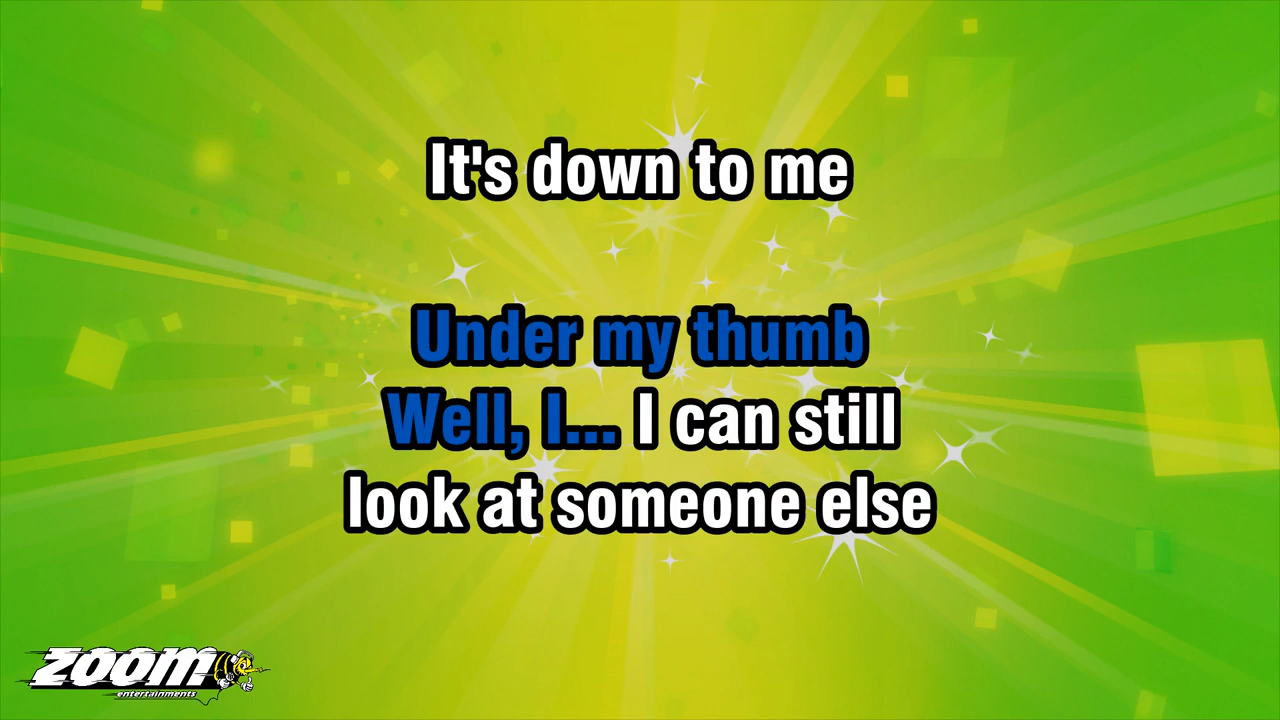 It's down to me
Under my thumb
Well, I... I can still
look at someone else
zoom
entertainments